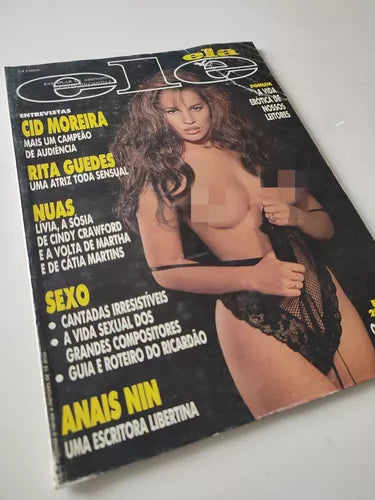 ela
ele
ENTREVISTAS
CID MOREIRA
MAIS UM CAMPEÃO
DE AUDIÊNCIA
RITA GUEDES
UMA ATRIZ TODA SENSUAL
NUAS
LÍVIA, A SÓSIA
DE CINDY CRAWFORD
E A VOLTA DE MARTHA
E DE CÁTIA MARTINS
SEXO
• CANTADAS IRRESISTÍVEIS
• A VIDA SEXUAL DOS
GRANDES COMPOSITORES
• GUIA E ROTEIRO DO RICARDÃO
ANAIS NIN
UMA ESCRITORA LIBERTINA
FORUM
A VIDA
ERÓTICA DE
NOSSOS
LEITORES